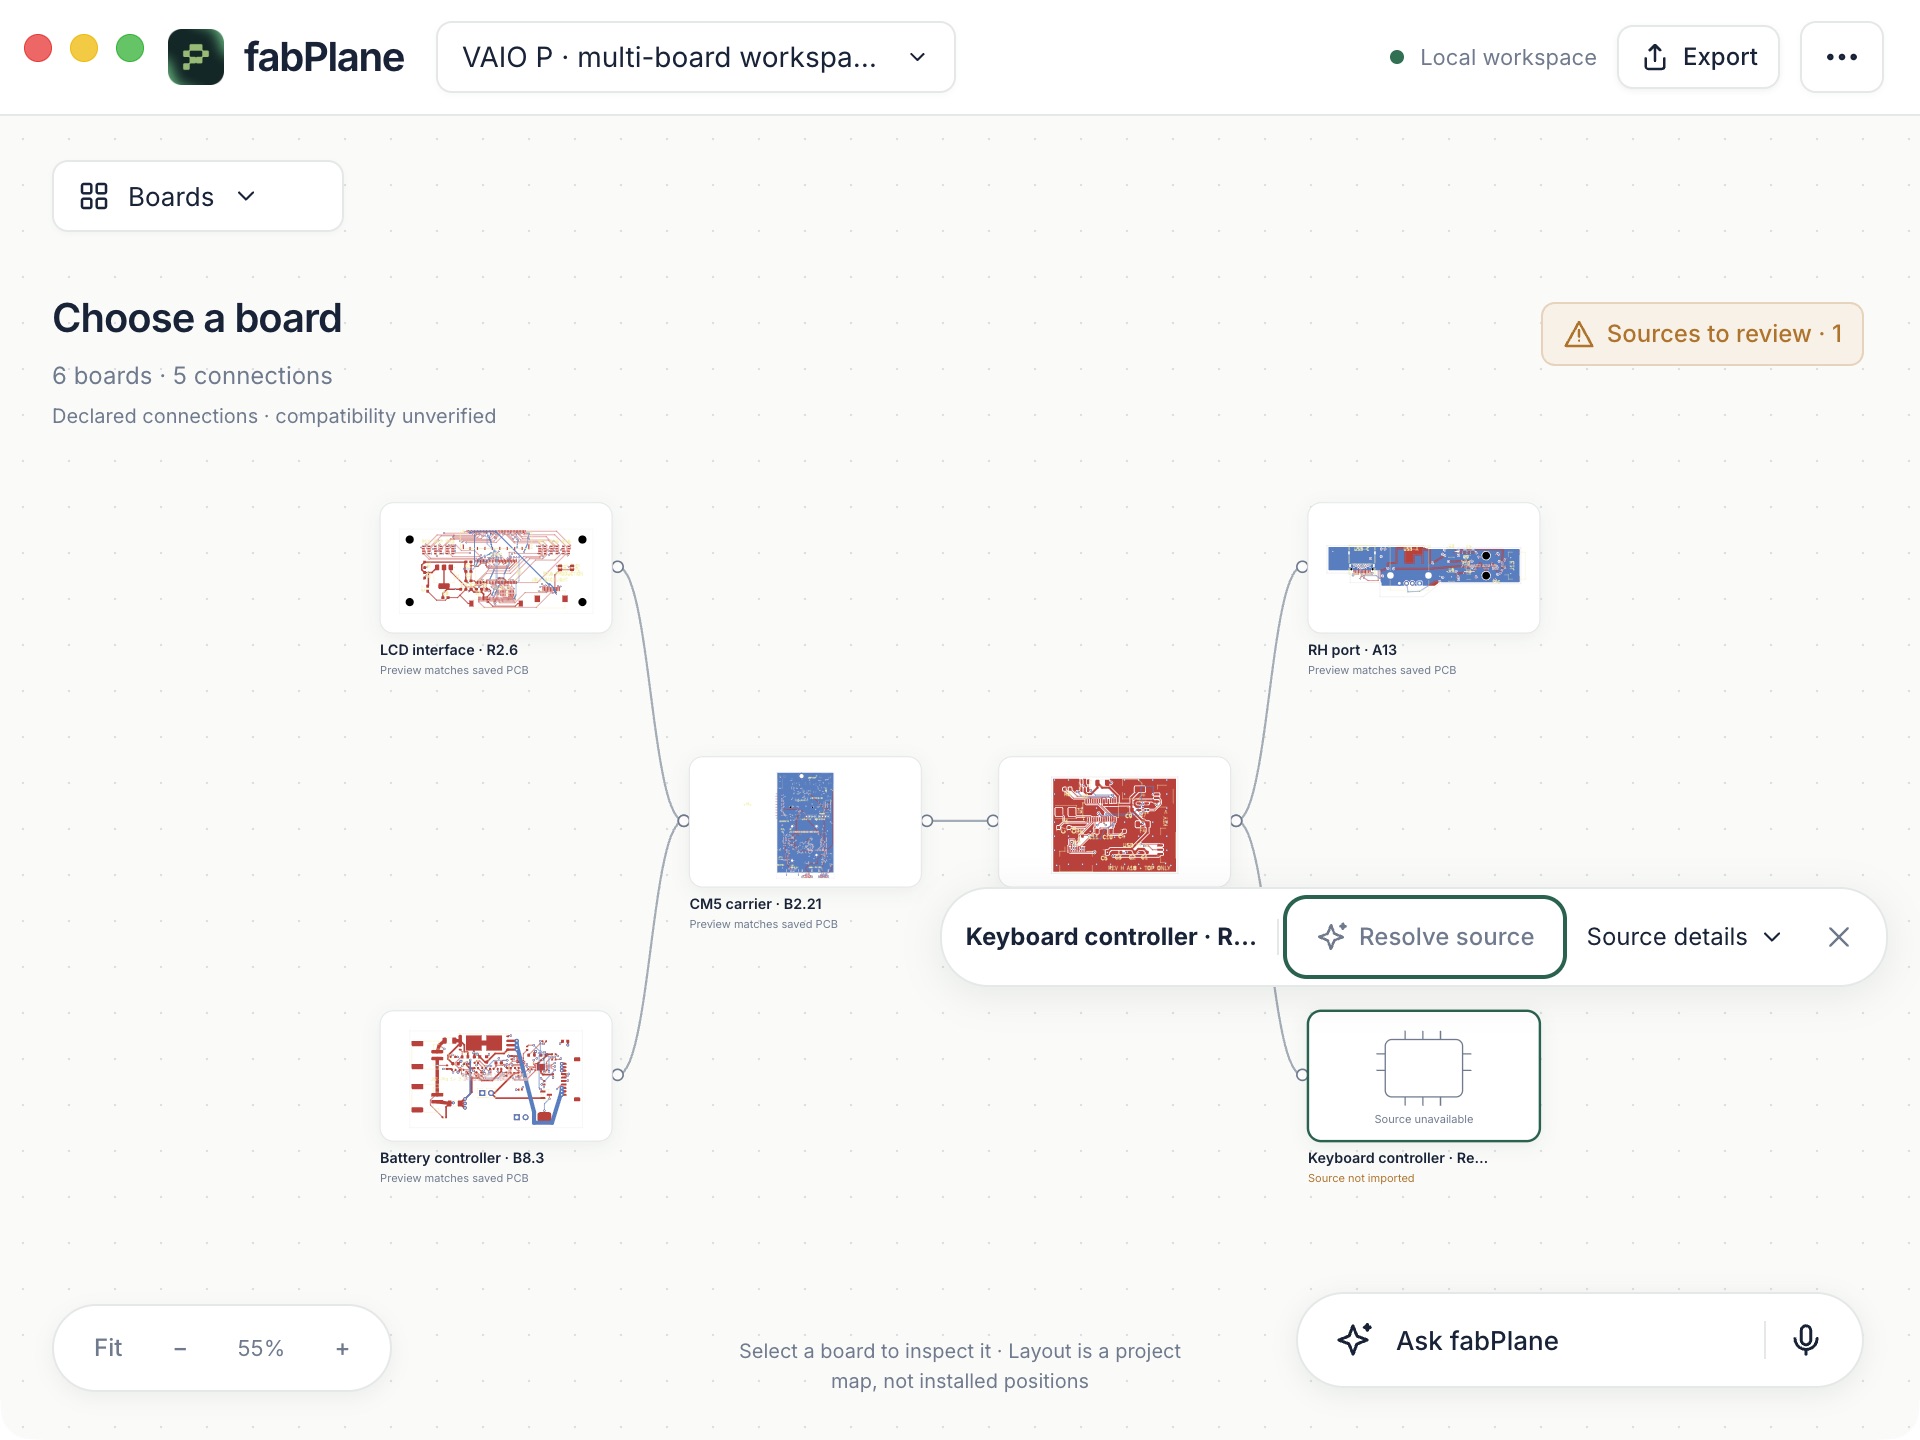 fabPlane
VAIO P · multi-board workspa...
Local workspace
Export
Boards
Choose a board
6 boards · 5 connections
Declared connections · compatibility unverified
Sources to review · 1
LCD interface · R2.6
Preview matches saved PCB
RH port · A13
Preview matches saved PCB
REV H A18 • TOP ONLY
CM5 carrier · B2.21
Preview matches saved PCB
Keyboard controller · R...
Resolve source
Source details
Source unavailable
Battery controller · B8.3
Preview matches saved PCB
Keyboard controller · Re...
Source not imported
Fit
−
55%
+
Select a board to inspect it · Layout is a project
map, not installed positions
Ask fabPlane